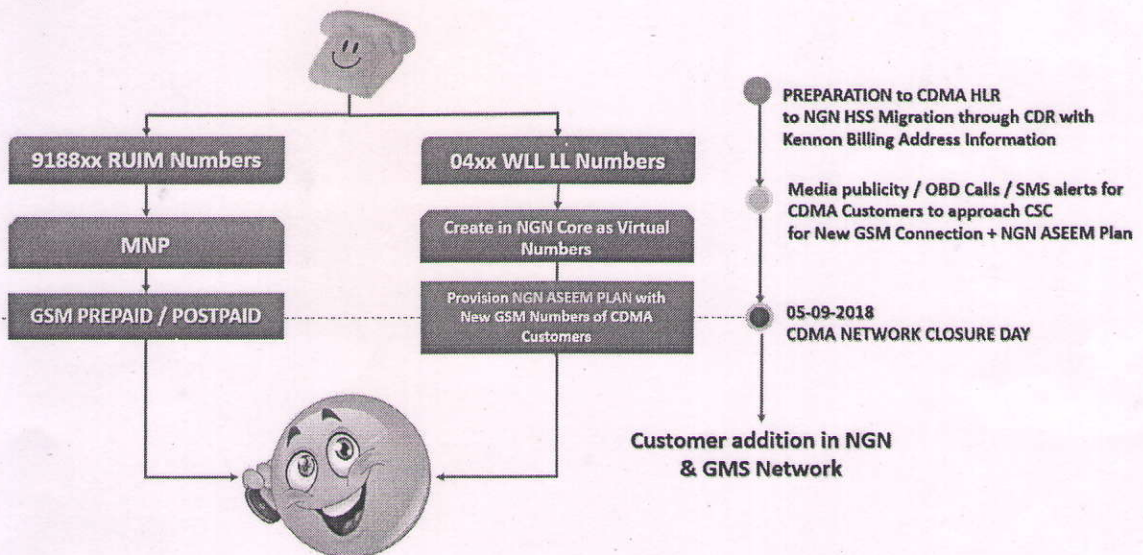 9188xx RUIM Numbers
MNP
GSM PREPAID / POSTPAID
04xx WLL LL Numbers
Create in NGN Core as Virtual
Numbers
Provision NGN ASEEM PLAN with
New GSM Numbers of CDMA
Customers
PREPARATION to CDMA HLR
to NGN HSS Migration through CDR with
Kennon Billing Address Information
Media publicity / OBD Calls / SMS alerts for
CDMA Customers to approach CSC
for New GSM Connection + NGN ASEEM Plan
05-09-2018
CDMA NETWORK CLOSURE DAY
Customer addition in NGN
& GMS Network